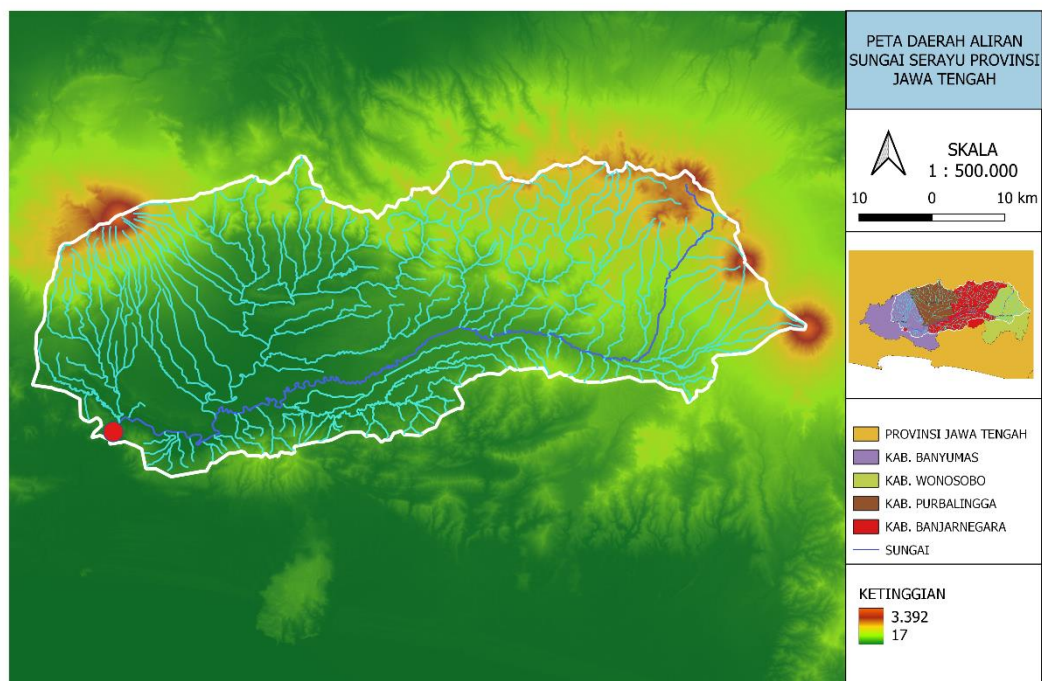 PETA DAERAH ALIRAN
SUNGAI SERAYU PROVINSI
JAWA TENGAH
SKALA
1 : 500.000
10 0 10 km
PROVINSI JAWA TENGAH
KAB. BANYUMAS
KAB. WONOSOBO
KAB. PURBALINGGA
KAB. BANJARNEGARA
SUNGAI
KETINGGIAN
3.392
17